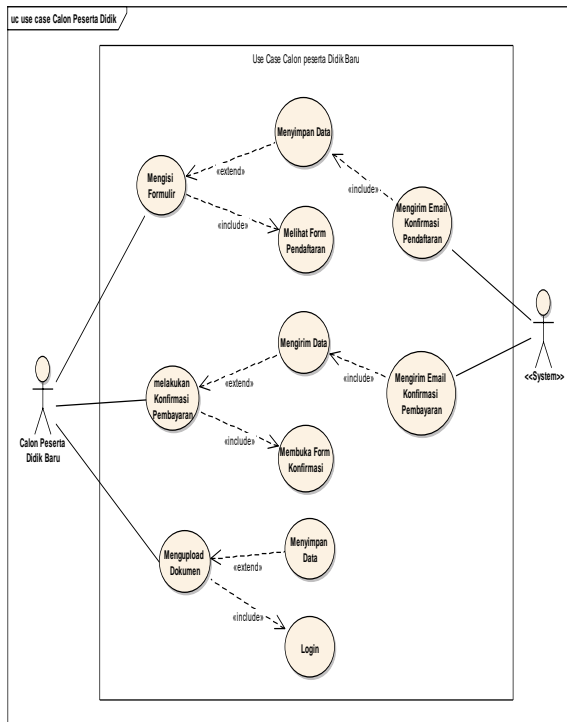 uc use case Calon Peserta Didik
Use Case Calon peserta Didik Baru
Menyimpan Data
«extend»
«include»
Mengisi
Formulir
Mengirim Email
Konfirmasi
Pendaftaran
«include»
Melihat Form
Pendaftaran
Mengirim Data
«extend»
«include»
melakukan
Konfirmasi
Pembayaran
Mengirim Email
Konfirmasi
Pembayaran
<<System>>
«include»
Membuka Form
Konfirmasi
Calon Peserta
Didik Baru
Menyimpan
Data
Mengupload
Dokumen
«extend»
«include»
Login